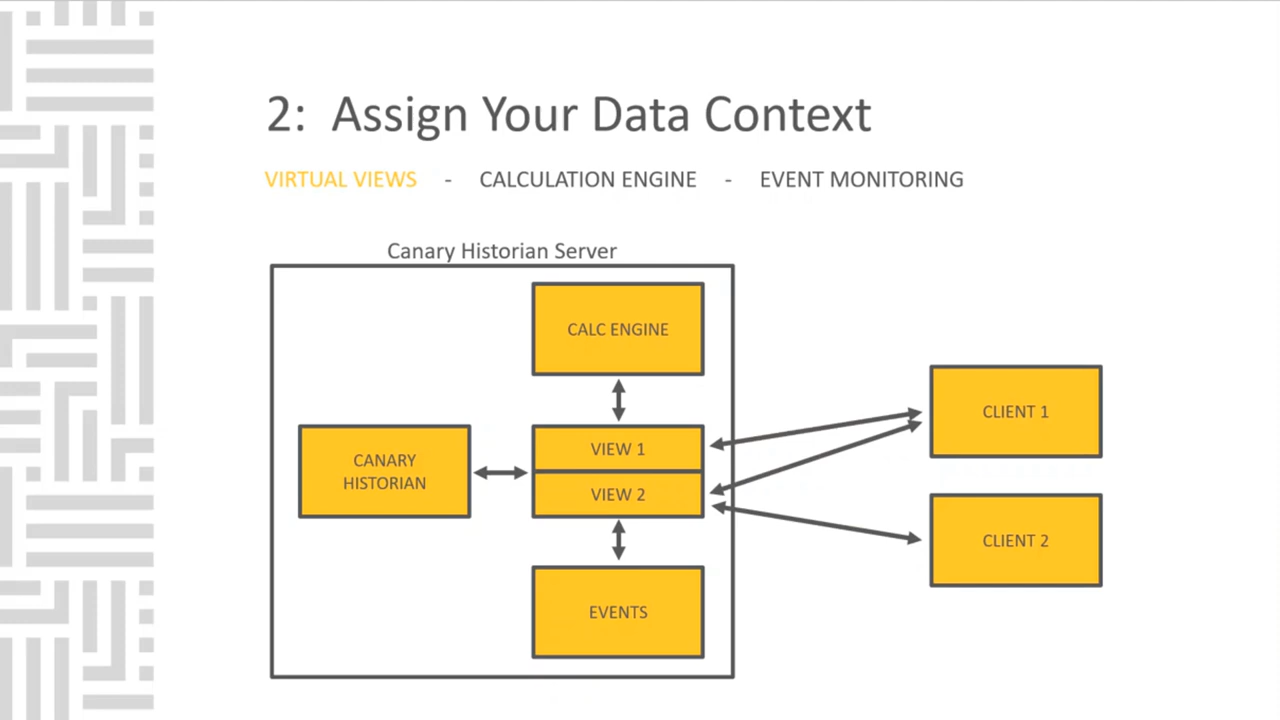 2: Assign Your Data Context
VIRTUAL VIEWS - CALCULATION ENGINE - EVENT MONITORING
Canary Historian Server
CALC ENGINE
CANARY
HISTORIAN
VIEW 1
VIEW 2
EVENTS
CLIENT 1
CLIENT 2